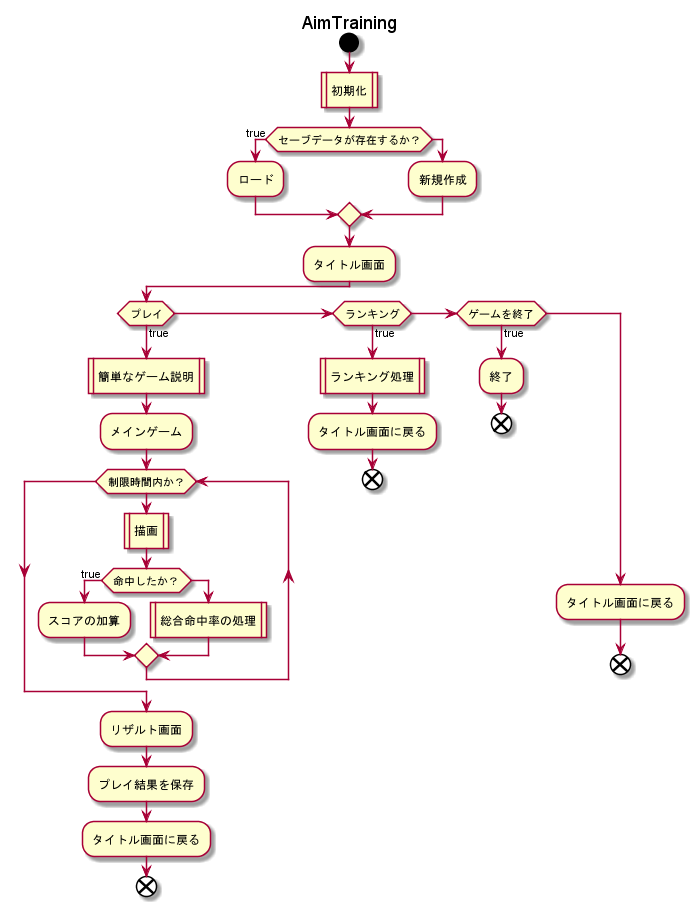 AimTraining
初期化
セーブデータが存在するか？
true
ロード
新規作成
タイトル画面
プレイ
ランキング
ゲームを終了
true
true
true
簡単なゲーム説明
ランキング処理
終了
メインゲーム
タイトル画面に戻る
制限時間内か？
描画
命中したか？
true
スコアの加算
総合命中率の処理
タイトル画面に戻る
リザルト画面
プレイ結果を保存
タイトル画面に戻る